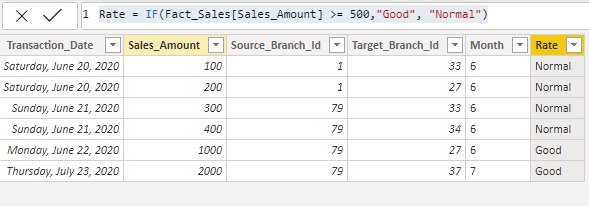 1 Rate = IF(Fact_Sales[Sales_Amount] >= 500,"Good", "Normal")
Transaction_Date Sales_Amount Source_Branch_Id Target_Branch_Id Month Rate
Saturday, June 20, 2020 100 1 33 6 Normal
Saturday, June 20, 2020 200 1 27 6 Normal
Sunday, June 21, 2020 300 79 33 6 Normal
Sunday, June 21, 2020 400 79 34 6 Normal
Monday, June 22, 2020 1000 79 27 6 Good
Thursday, July 23, 2020 2000 79 37 7 Good